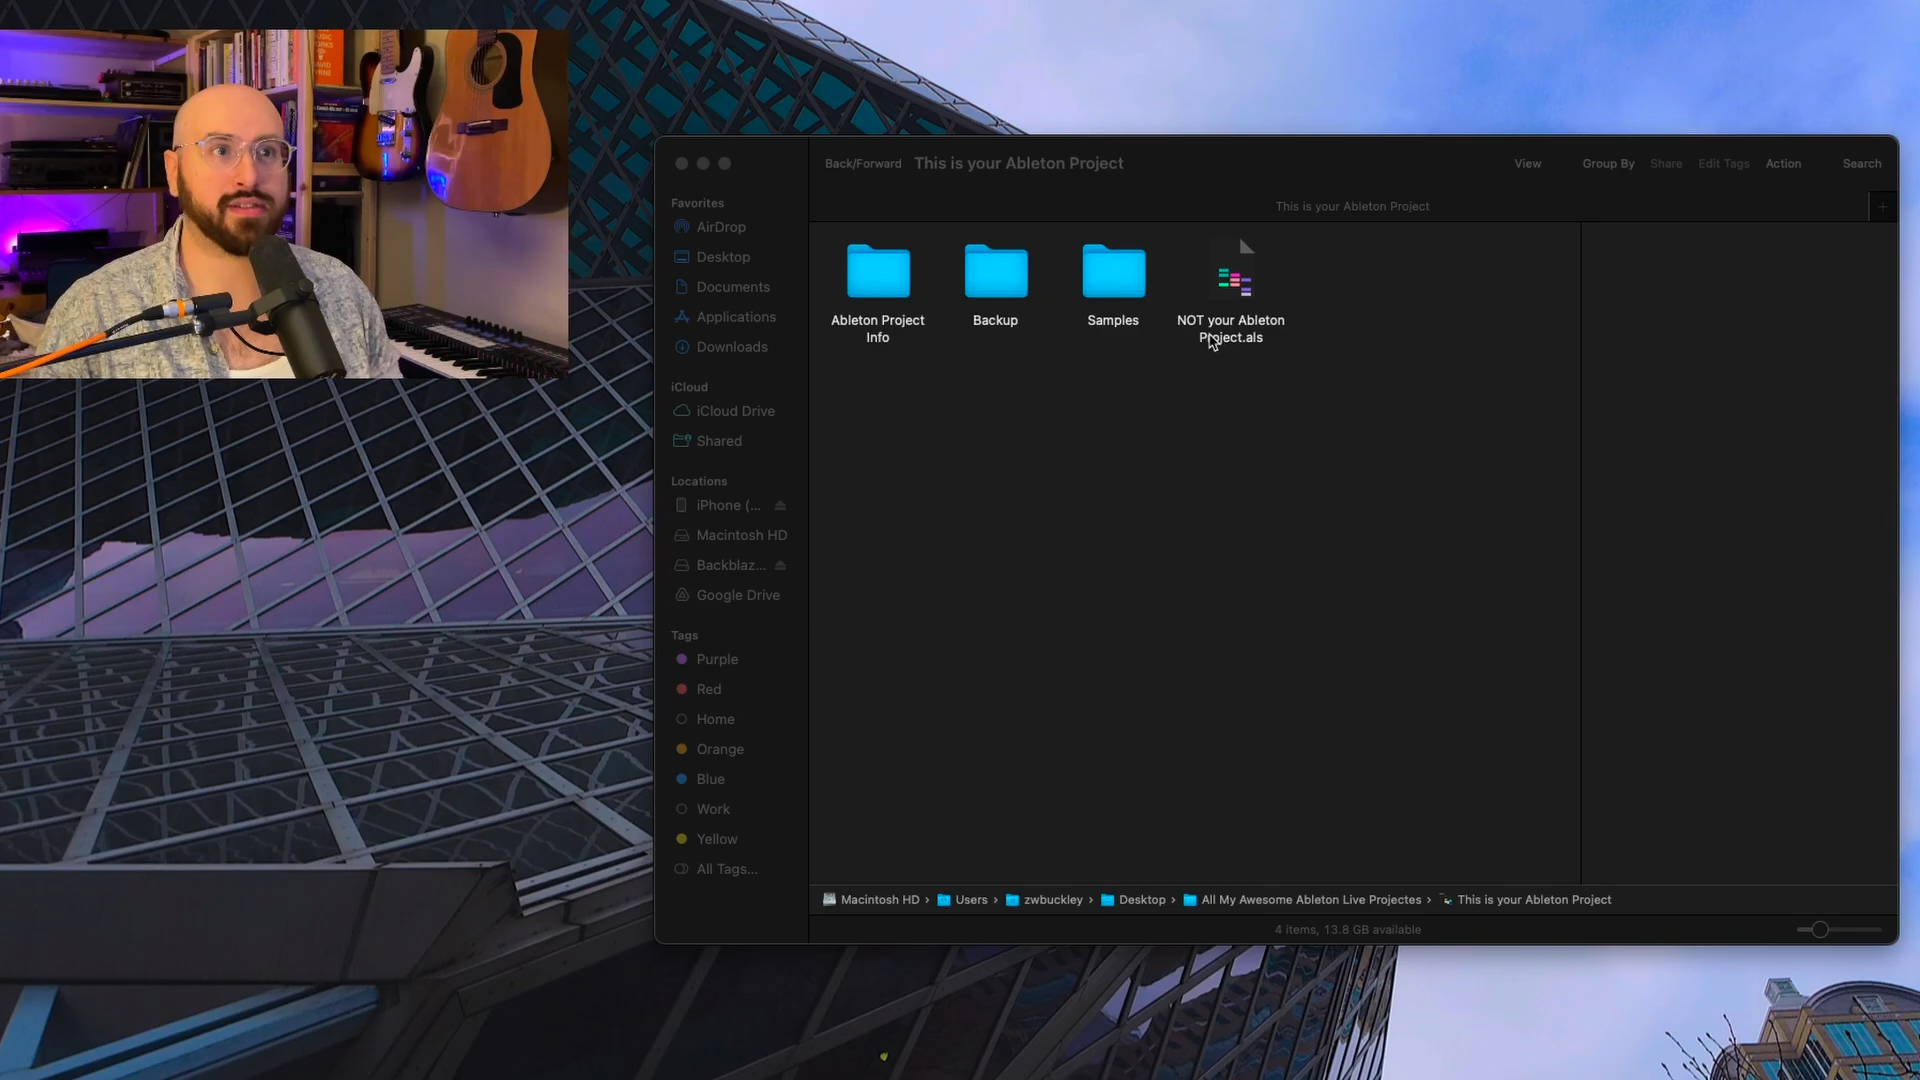 MUSIC
WORKS
DAVID
BYRNE
Back/Forward This is your Ableton Project View Group By Share Edit Tags Action Search
This is your Ableton Project
Favorites
AirDrop
Desktop
Documents
Applications
Downloads
iCloud
iCloud Drive
Shared
Locations
iPhone (...
Macintosh HD
Backblaz...
Google Drive
Tags
Purple
Red
Home
Orange
Blue
Work
Yellow
All Tags...
Ableton Project
Info
Backup
Samples
NOT your Ableton
Project.als
Macintosh HD › Users › zwbuckley › Desktop › All My Awesome Ableton Live Projectes › This is your Ableton Project
4 items, 13.8 GB available